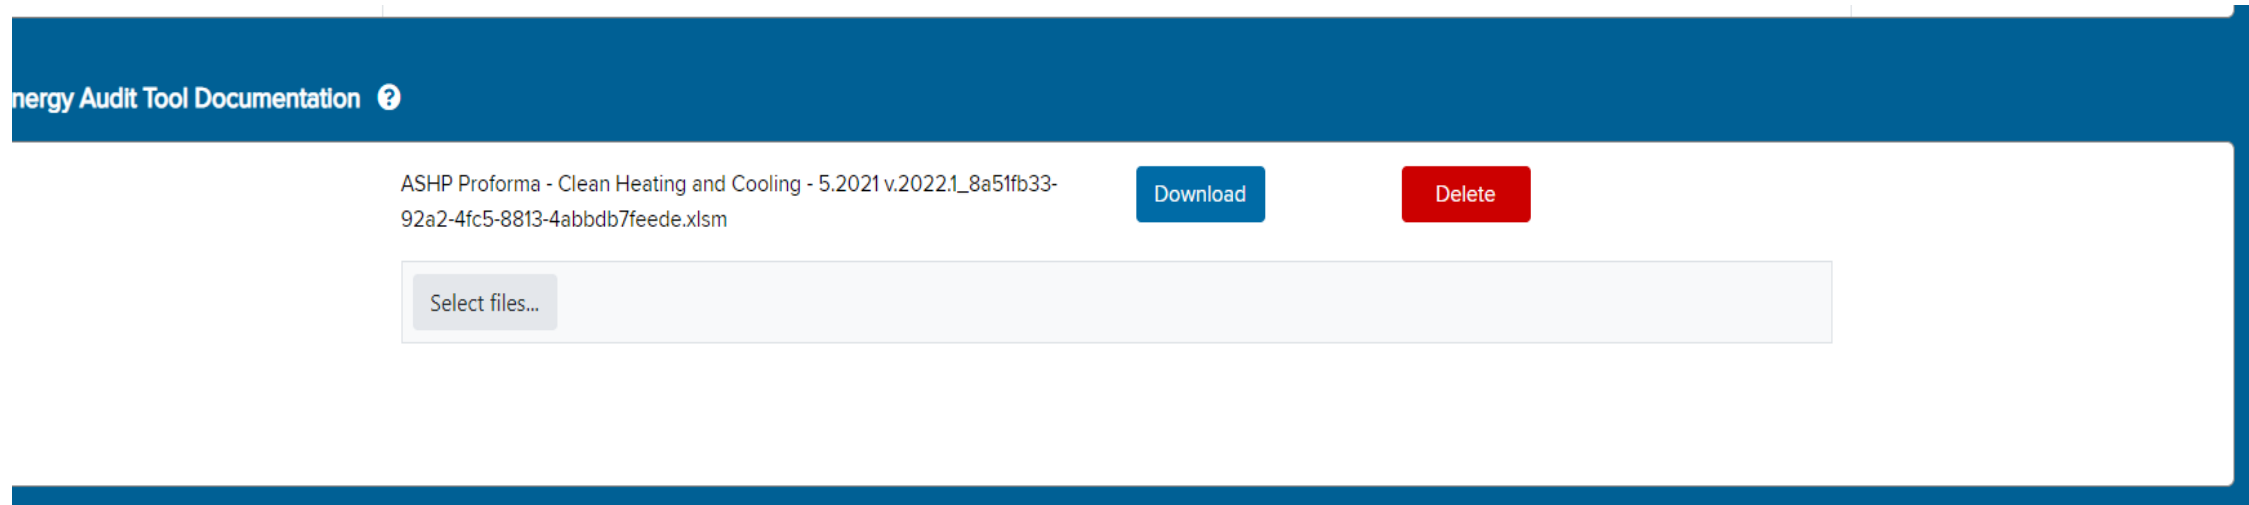 nergy Audit Tool Documentation ?
ASHP Proforma - Clean Heating and Cooling - 5.2021 v.2022.1_8a51fb33-
92a2-4fc5-8813-4abbdb7feede.xlsm
Download
Delete
Select files...